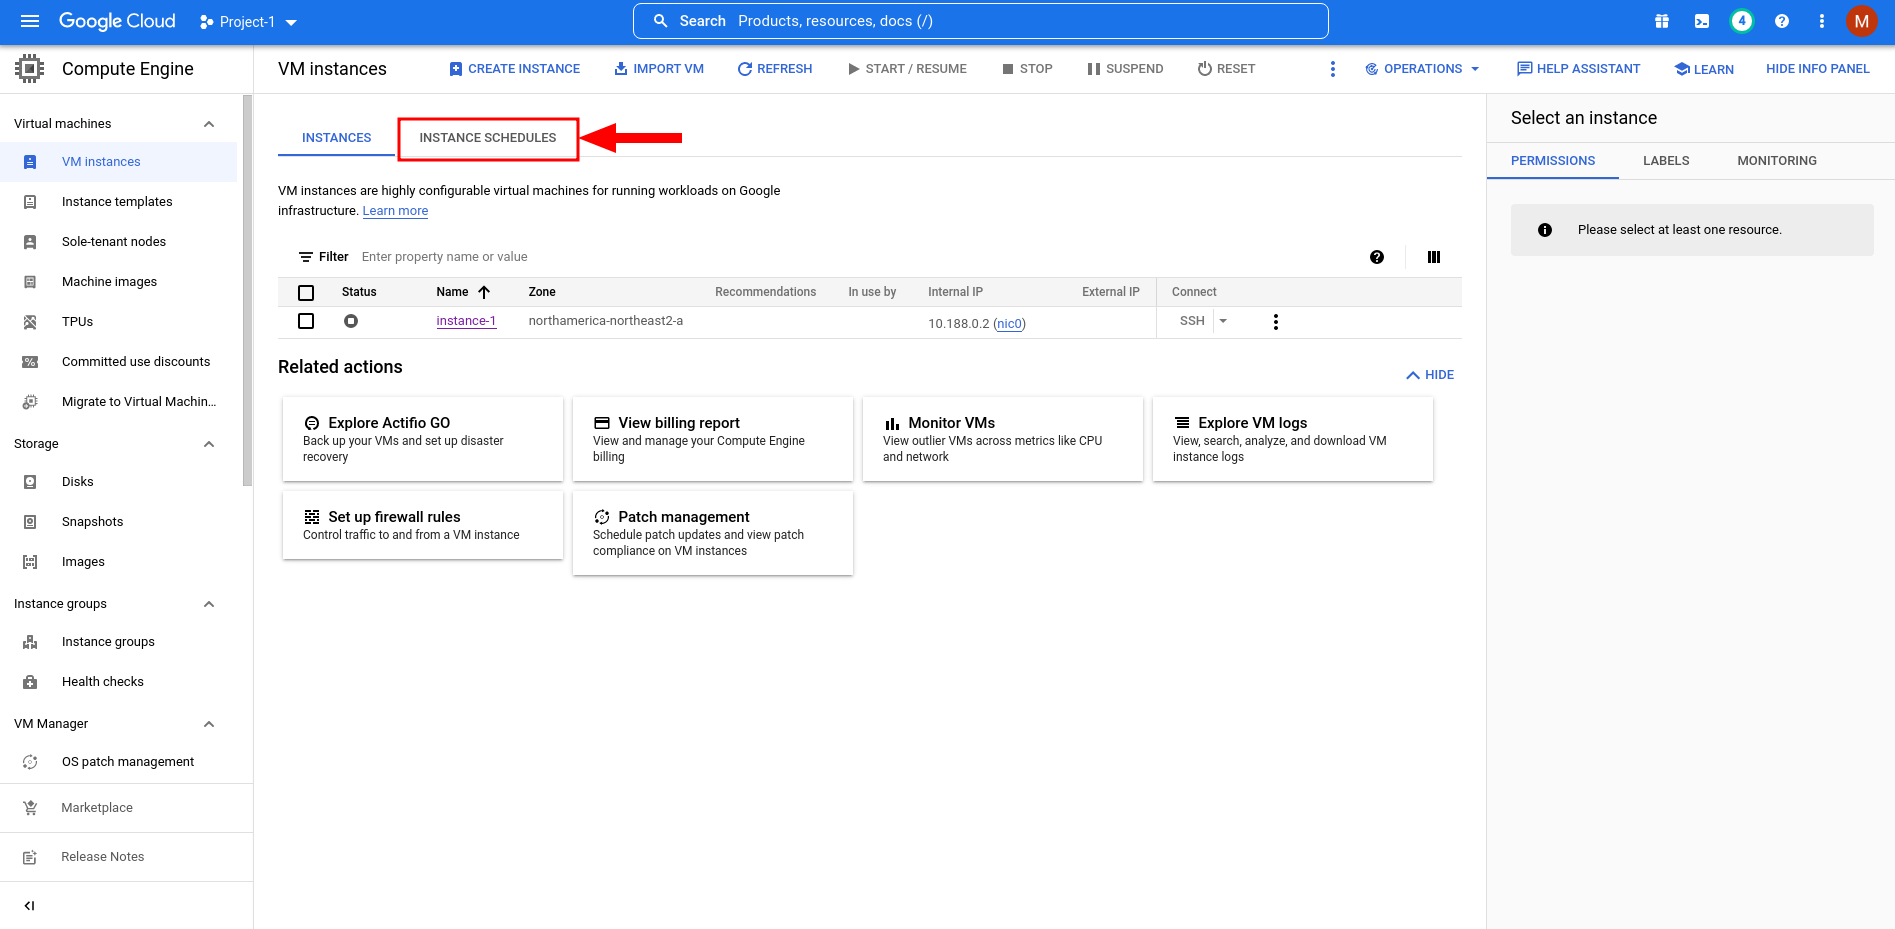 Google Cloud
Project-1
Search Products, resources, docs (/)
4
M
Compute Engine
VM instances
CREATE INSTANCE
IMPORT VM
REFRESH
START / RESUME
STOP
SUSPEND
RESET
OPERATIONS
HELP ASSISTANT
LEARN
HIDE INFO PANEL
Virtual machines
VM instances
Instance templates
Sole-tenant nodes
Machine images
TPUs
Committed use discounts
Migrate to Virtual Machin...
Storage
Disks
Snapshots
Images
Instance groups
Instance groups
Health checks
VM Manager
OS patch management
Marketplace
Release Notes
INSTANCES
INSTANCE SCHEDULES
VM instances are highly configurable virtual machines for running workloads on Google
infrastructure. Learn more
Filter Enter property name or value
Status Name Zone Recommendations In use by Internal IP External IP Connect
instance-1 northamerica-northeast2-a 10.188.0.2 (nic0) SSH
Related actions
HIDE
Explore Actifio GO
Back up your VMs and set up disaster
recovery
View billing report
View and manage your Compute Engine
billing
Monitor VMs
View outlier VMs across metrics like CPU
and network
Explore VM logs
View, search, analyze, and download VM
instance logs
Set up firewall rules
Control traffic to and from a VM instance
Patch management
Schedule patch updates and view patch
compliance on VM instances
Select an instance
PERMISSIONS
LABELS
MONITORING
Please select at least one resource.